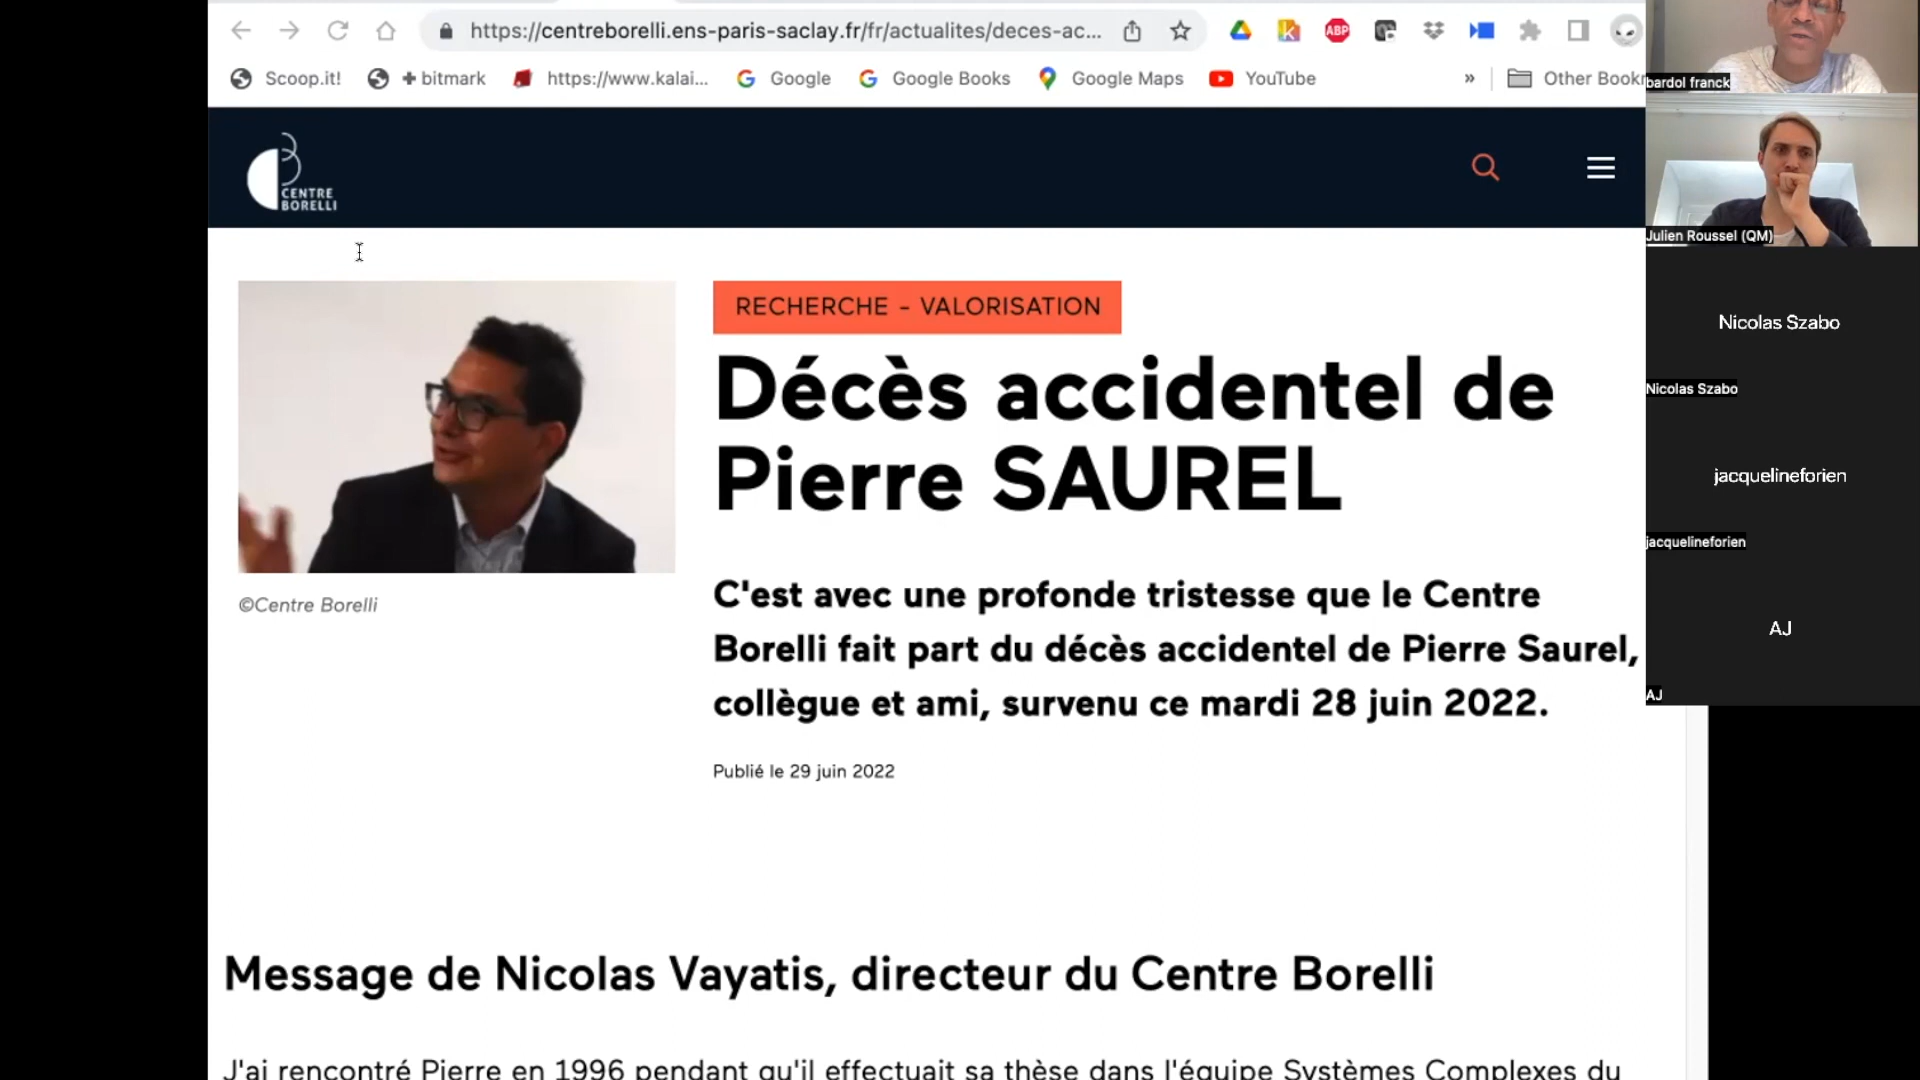 https://centreborelli.ens-paris-saclay.fr/fr/actualites/deces-ac...
Scoop.it!
+ bitmark
https://www.kalai...
Google
Google Books
Google Maps
YouTube
»
Other Book
ABP
CENTRE
BORELLI
RECHERCHE - VALORISATION
Décès accidentel de
Pierre SAUREL
C'est avec une profonde tristesse que le Centre
Borelli fait part du décès accidentel de Pierre Saurel,
collègue et ami, survenu ce mardi 28 juin 2022.
Publié le 29 juin 2022
©Centre Borelli
Message de Nicolas Vayatis, directeur du Centre Borelli
J'ai rencontré Pierre en 1996 pendant qu'il effectuait sa thèse dans l'équipe Systèmes Complexes du
bardol franck
Julien Roussel (QM)
Nicolas Szabo
Nicolas Szabo
jacquelineforien
jacquelineforien
AJ
AJ